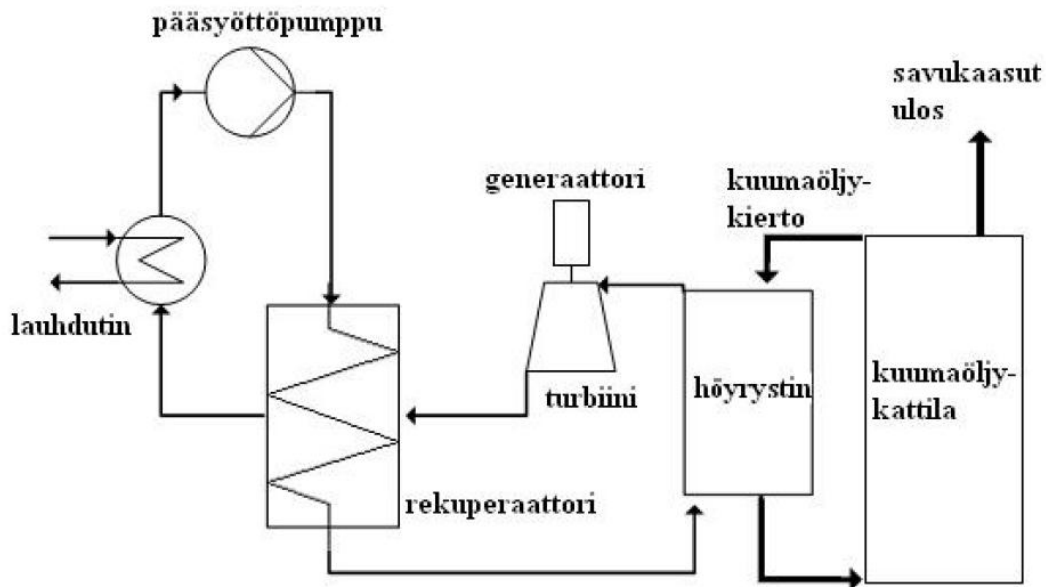 pääsyöttöpumppu
savukaasut
ulos
generaattori
kuumaöljy-
kierto
lauhdutin
turbiini
höyrystin
kuumaöljy-
kattila
rekuperaattori